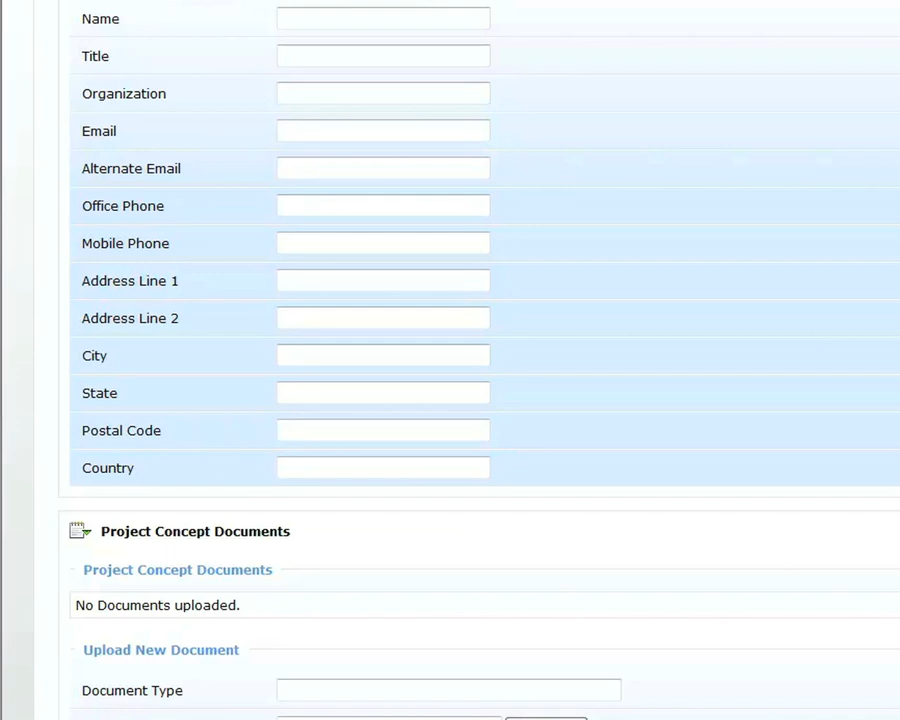 Name
Title
Organization
Email
Alternate Email
Office Phone
Mobile Phone
Address Line 1
Address Line 2
City
State
Postal Code
Country
Project Concept Documents
Project Concept Documents
No Documents uploaded.
Upload New Document
Document Type